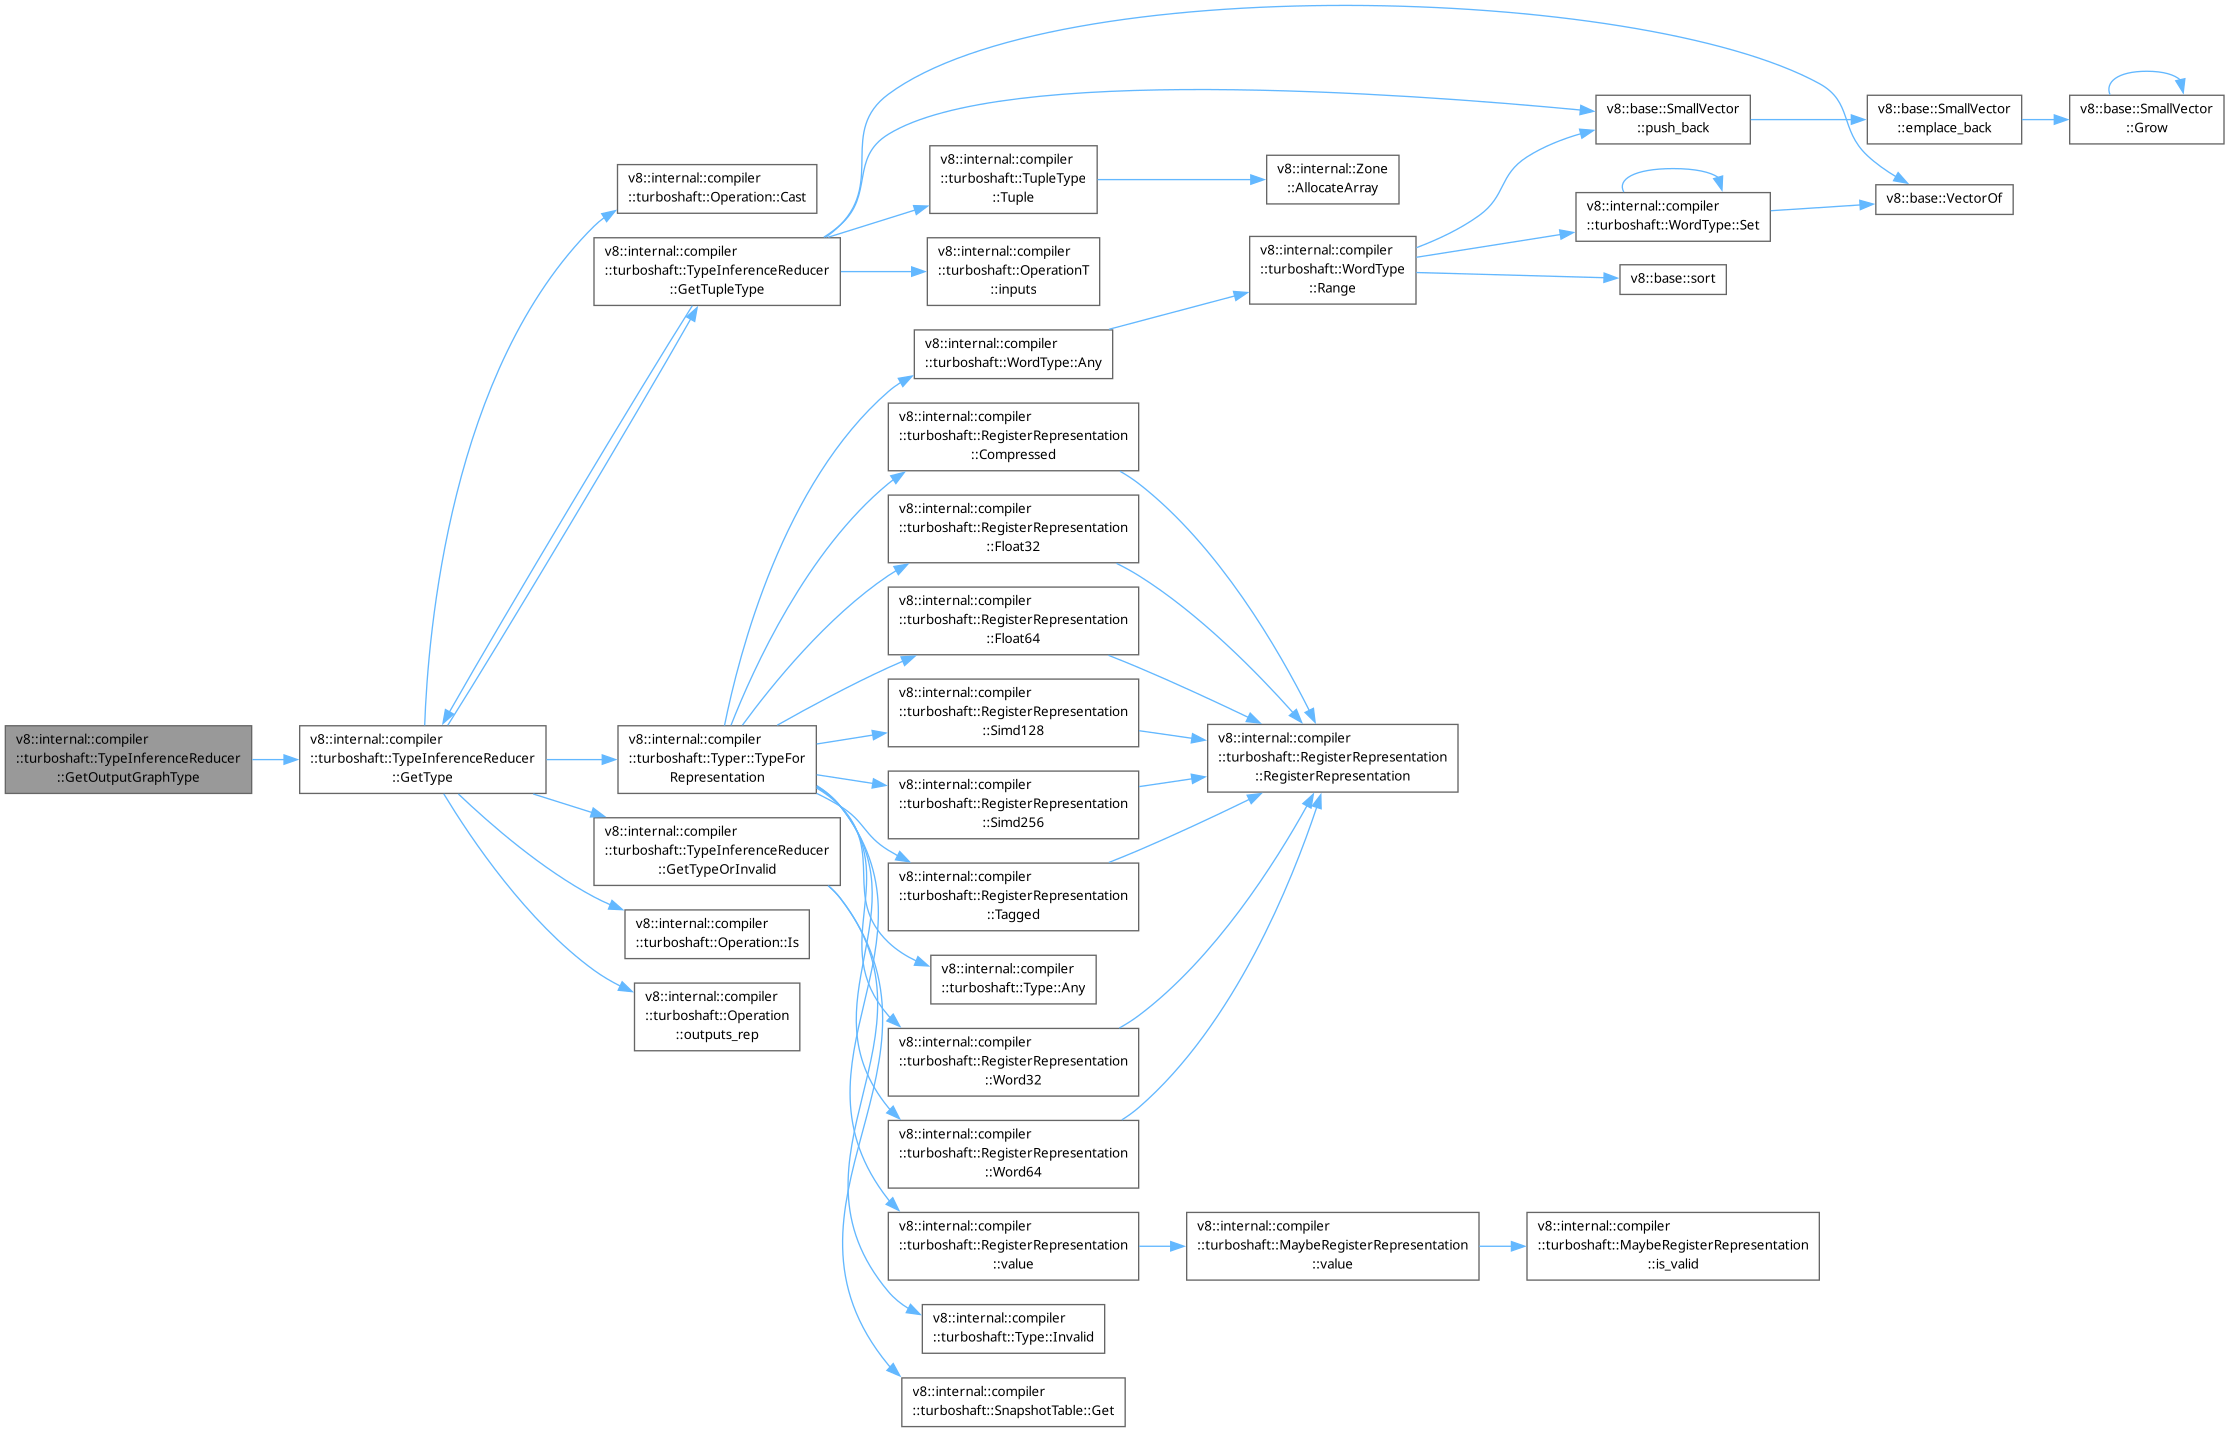 v8::internal::compiler
::turboshaft::TypeInferenceReducer
::GetOutputGraphType
v8::internal::compiler
::turboshaft::TypeInferenceReducer
::GetType
v8::internal::compiler
::turboshaft::Operation::Cast
v8::internal::compiler
::turboshaft::TypeInferenceReducer
::GetTupleType
v8::internal::compiler
::turboshaft::Typer::TypeFor
Representation
v8::internal::compiler
::turboshaft::TypeInferenceReducer
::GetTypeOrInvalid
v8::internal::compiler
::turboshaft::Operation::Is
v8::internal::compiler
::turboshaft::Operation
::outputs_rep
v8::internal::compiler
::turboshaft::TupleType
::Tuple
v8::internal::compiler
::turboshaft::OperationT
::inputs
v8::internal::compiler
::turboshaft::WordType::Any
v8::internal::compiler
::turboshaft::RegisterRepresentation
::Compressed
v8::internal::compiler
::turboshaft::RegisterRepresentation
::Float32
v8::internal::compiler
::turboshaft::RegisterRepresentation
::Float64
v8::internal::compiler
::turboshaft::RegisterRepresentation
::Simd128
v8::internal::compiler
::turboshaft::RegisterRepresentation
::Simd256
v8::internal::compiler
::turboshaft::RegisterRepresentation
::Tagged
v8::internal::compiler
::turboshaft::Type::Any
v8::internal::compiler
::turboshaft::RegisterRepresentation
::Word32
v8::internal::compiler
::turboshaft::RegisterRepresentation
::Word64
v8::internal::compiler
::turboshaft::RegisterRepresentation
::value
v8::internal::compiler
::turboshaft::Type::Invalid
v8::internal::compiler
::turboshaft::SnapshotTable::Get
v8::internal::Zone
::AllocateArray
v8::internal::compiler
::turboshaft::WordType
::Range
v8::internal::compiler
::turboshaft::RegisterRepresentation
::RegisterRepresentation
v8::internal::compiler
::turboshaft::MaybeRegisterRepresentation
::value
v8::base::SmallVector
::push_back
v8::internal::compiler
::turboshaft::WordType::Set
v8::base::sort
v8::internal::compiler
::turboshaft::MaybeRegisterRepresentation
::is_valid
v8::base::SmallVector
::emplace_back
v8::base::VectorOf
v8::base::SmallVector
::Grow